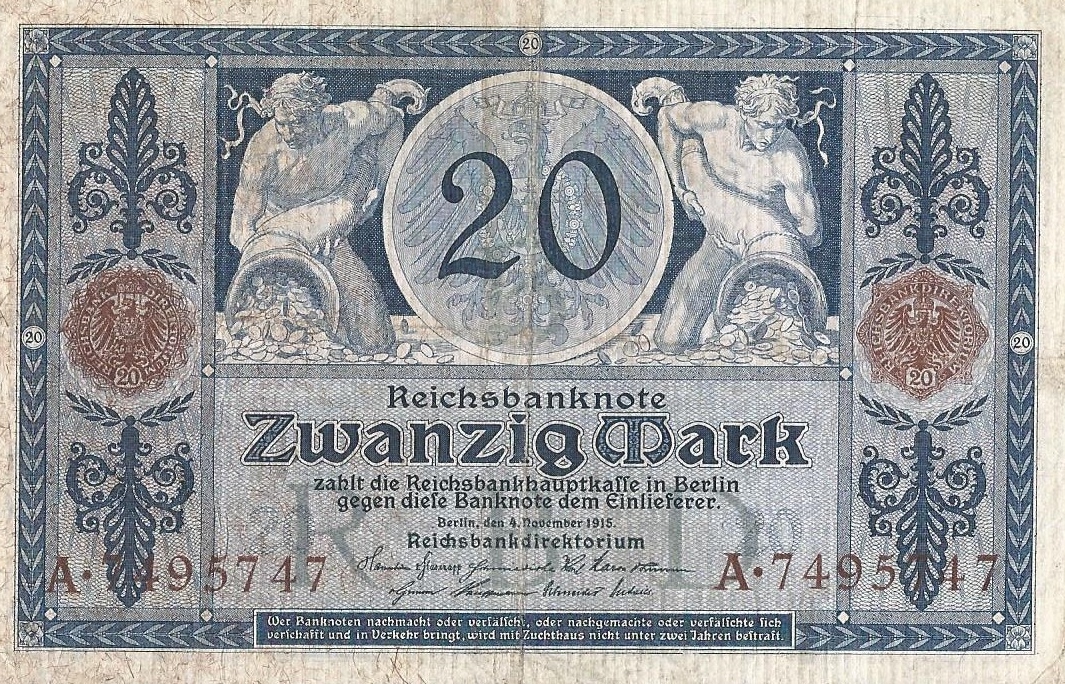 20
20
Reichsbanknote
Zwanzig Mark
zahlt die Reichsbankhauptkasse in Berlin
gegen diese Banknote dem Einlieferer.
Berlin, den 4. November 1915.
Reichsbankdirektorium
A·7495747 A·7495747
Wer Banknoten nachmacht oder verfälscht, oder nachgemachte oder verfälschte sich
verschafft und in Verkehr bringt, wird mit Zuchthaus nicht unter zwei Jahren bestraft.
20 20
REICHSBANKDIREKTORIUM 20
REICHSBANKDIREKTORIUM 20